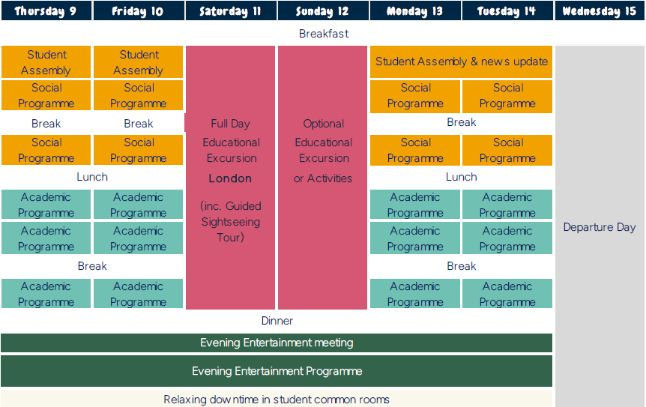 Thursday 9 Friday 10 Saturday 11 Sunday 12 Monday 13 Tuesday 14 Wednesday 15
Breakfast
Student Assembly Student Assembly Student Assembly & news update
Social Programme Social Programme Social Programme Social Programme
Break Break Break
Social Programme Social Programme Social Programme Social Programme
Full Day
Educational
Excursion
London
(inc. Guided
Sightseeing
Tour)
Optional
Educational
Excursion
or Activities
Lunch Lunch
Academic Programme Academic Programme Academic Programme Academic Programme
Academic Programme Academic Programme Academic Programme Academic Programme
Departure Day
Break Break
Academic Programme Academic Programme Academic Programme Academic Programme
Dinner
Evening Entertainment meeting
Evening Entertainment Programme
Relaxing downtime in student common rooms